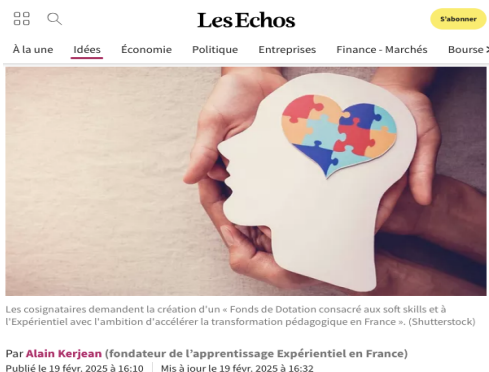 Les Echos
S'abonner
À la une Idées Économie Politique Entreprises Finance - Marchés Bourse
Les cosignataires demandent la création d'un « Fonds de Dotation consacré aux soft skills et à
l'Expérientiel avec l'ambition d'accélérer la transformation pédagogique en France ». (Shutterstock)
Par Alain Kerjean (fondateur de l'apprentissage Expérientiel en France)
Publié le 19 févr. 2025 à 16:10 Mis à jour le 19 févr. 2025 à 16:32